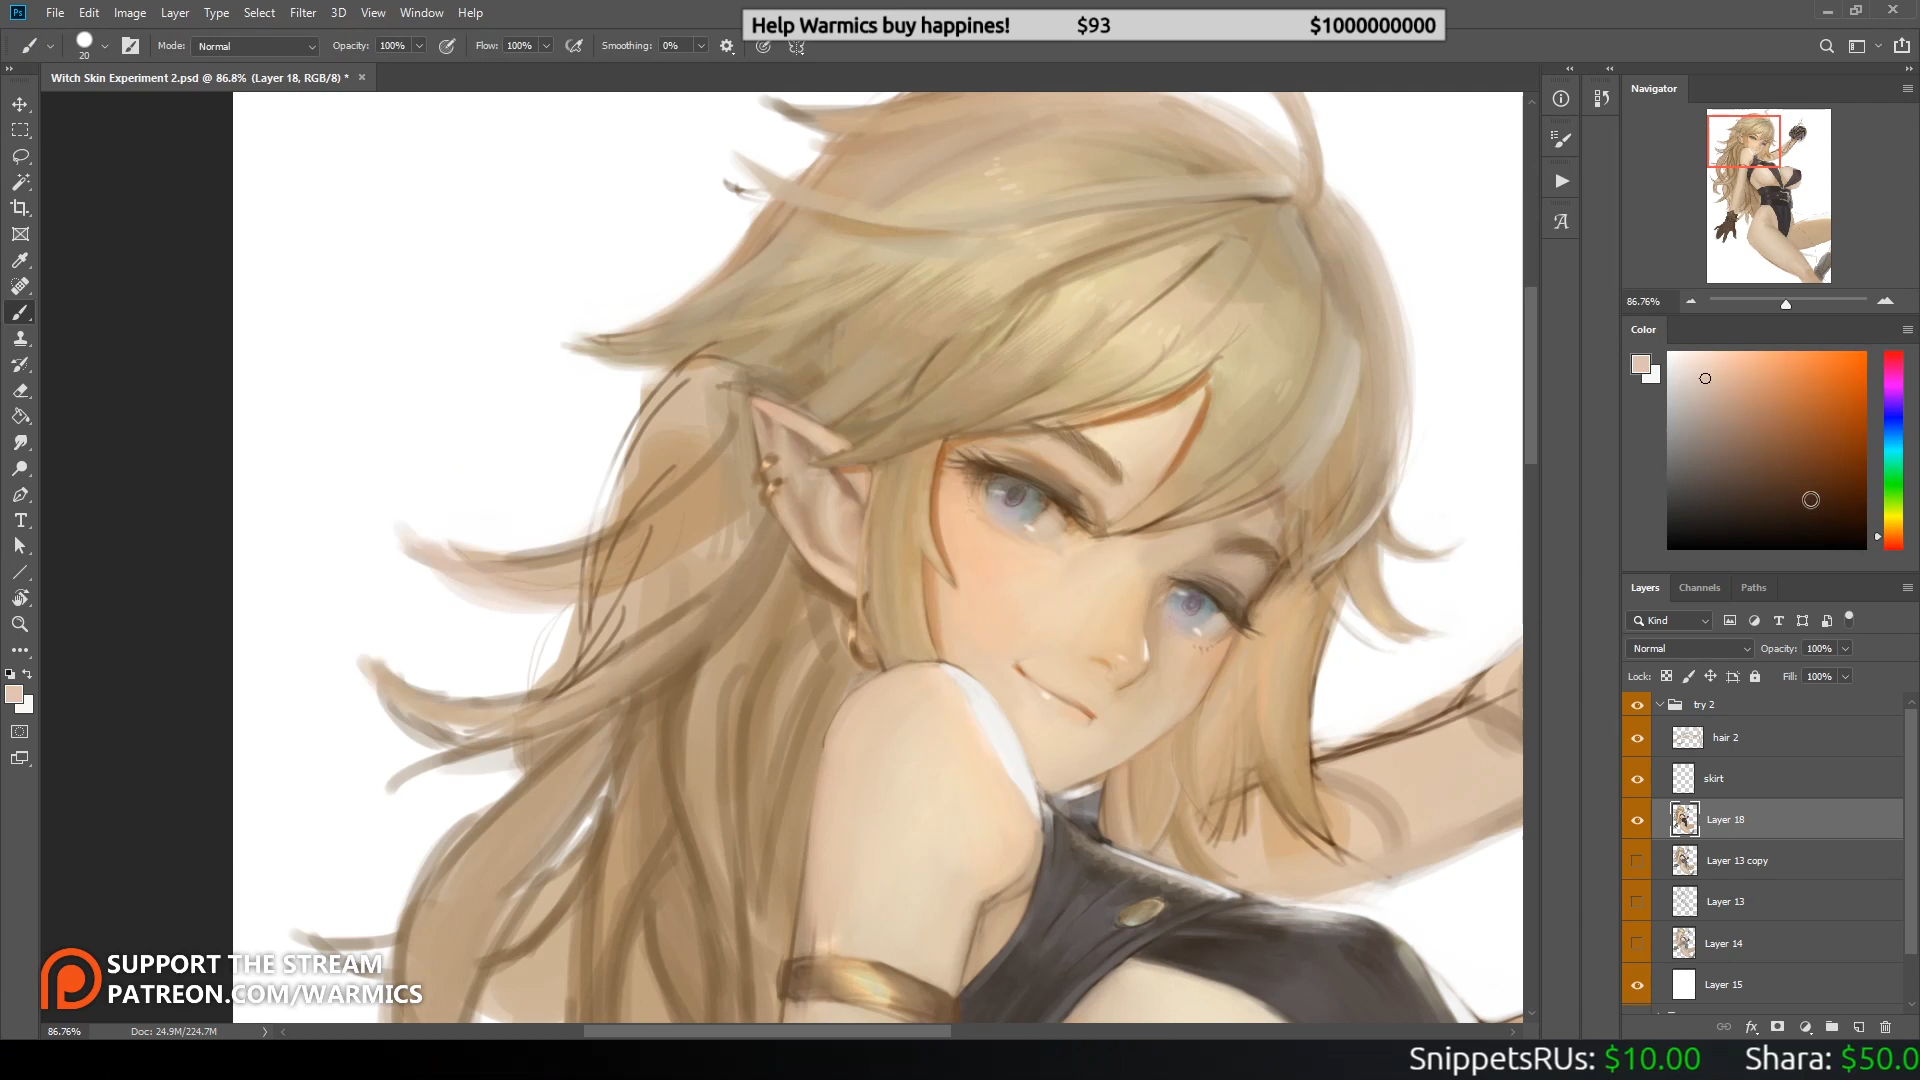 Ps File Edit Image Layer Type Select Filter 3D View Window Help
Help Warmics buy happines! $93 $1000000000
20 Mode: Normal Opacity: 100% Flow: 100% Smoothing: 0%
Witch Skin Experiment 2.psd @ 86.8% (Layer 18, RGB/8) *
Navigator
86.76%
Color
Layers Channels Paths
Kind
Normal Opacity: 100%
Lock: Fill: 100%
try 2
hair 2
skirt
Layer 18
Layer 13 copy
Layer 13
Layer 14
Layer 15
SUPPORT THE STREAM
PATREON.COM/WARMICS
86.76% Doc: 24.9M/224.7M
SnippetsRUs: $10.00 Shara: $50.0